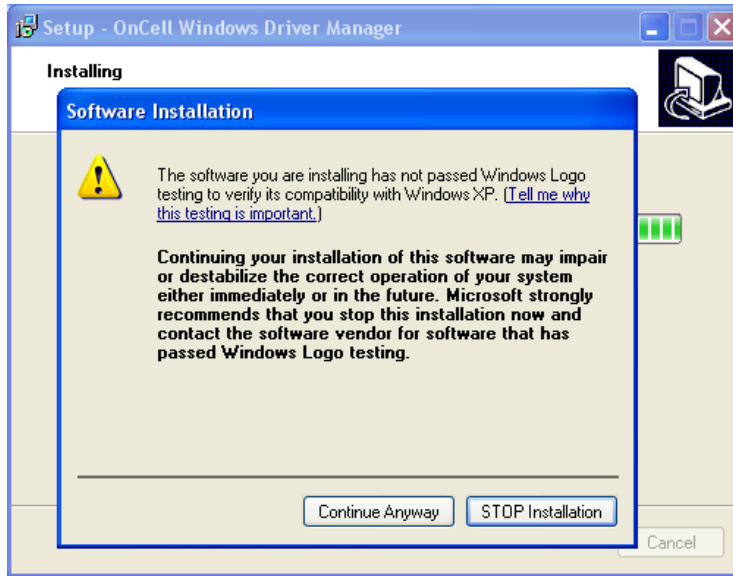 Setup - OnCell Windows Driver Manager
Installing
Software Installation
The software you are installing has not passed Windows Logo
testing to verify its compatibility with Windows XP. (Tell me why
this testing is important.)
Continuing your installation of this software may impair
or destabilize the correct operation of your system
either immediately or in the future. Microsoft strongly
recommends that you stop this installation now and
contact the software vendor for software that has
passed Windows Logo testing.
Continue Anyway
STOP Installation
Cancel